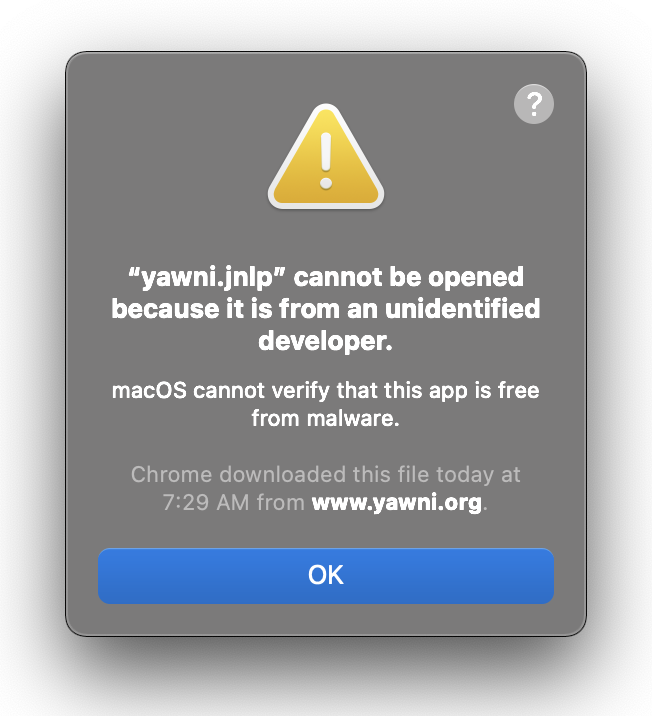 ?
“yawni.jnlp” cannot be opened
because it is from an unidentified
developer.
macOS cannot verify that this app is free
from malware.
Chrome downloaded this file today at
7:29 AM from www.yawni.org.
OK